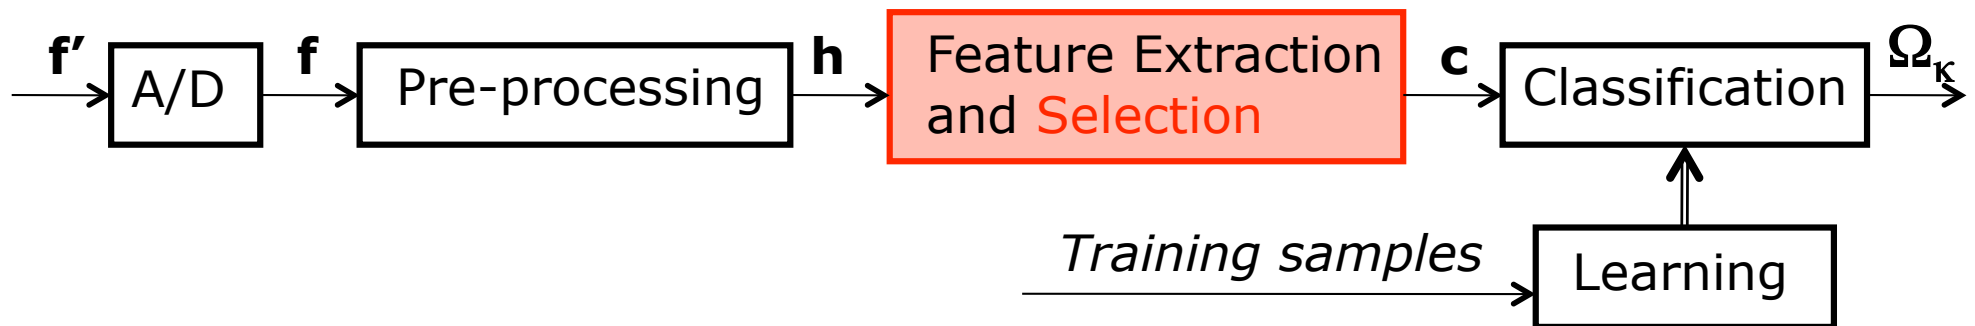 f′
A/D
f
Pre-processing
h
Feature Extraction
and Selection
c
Classification
Ωκ
Training samples
Learning